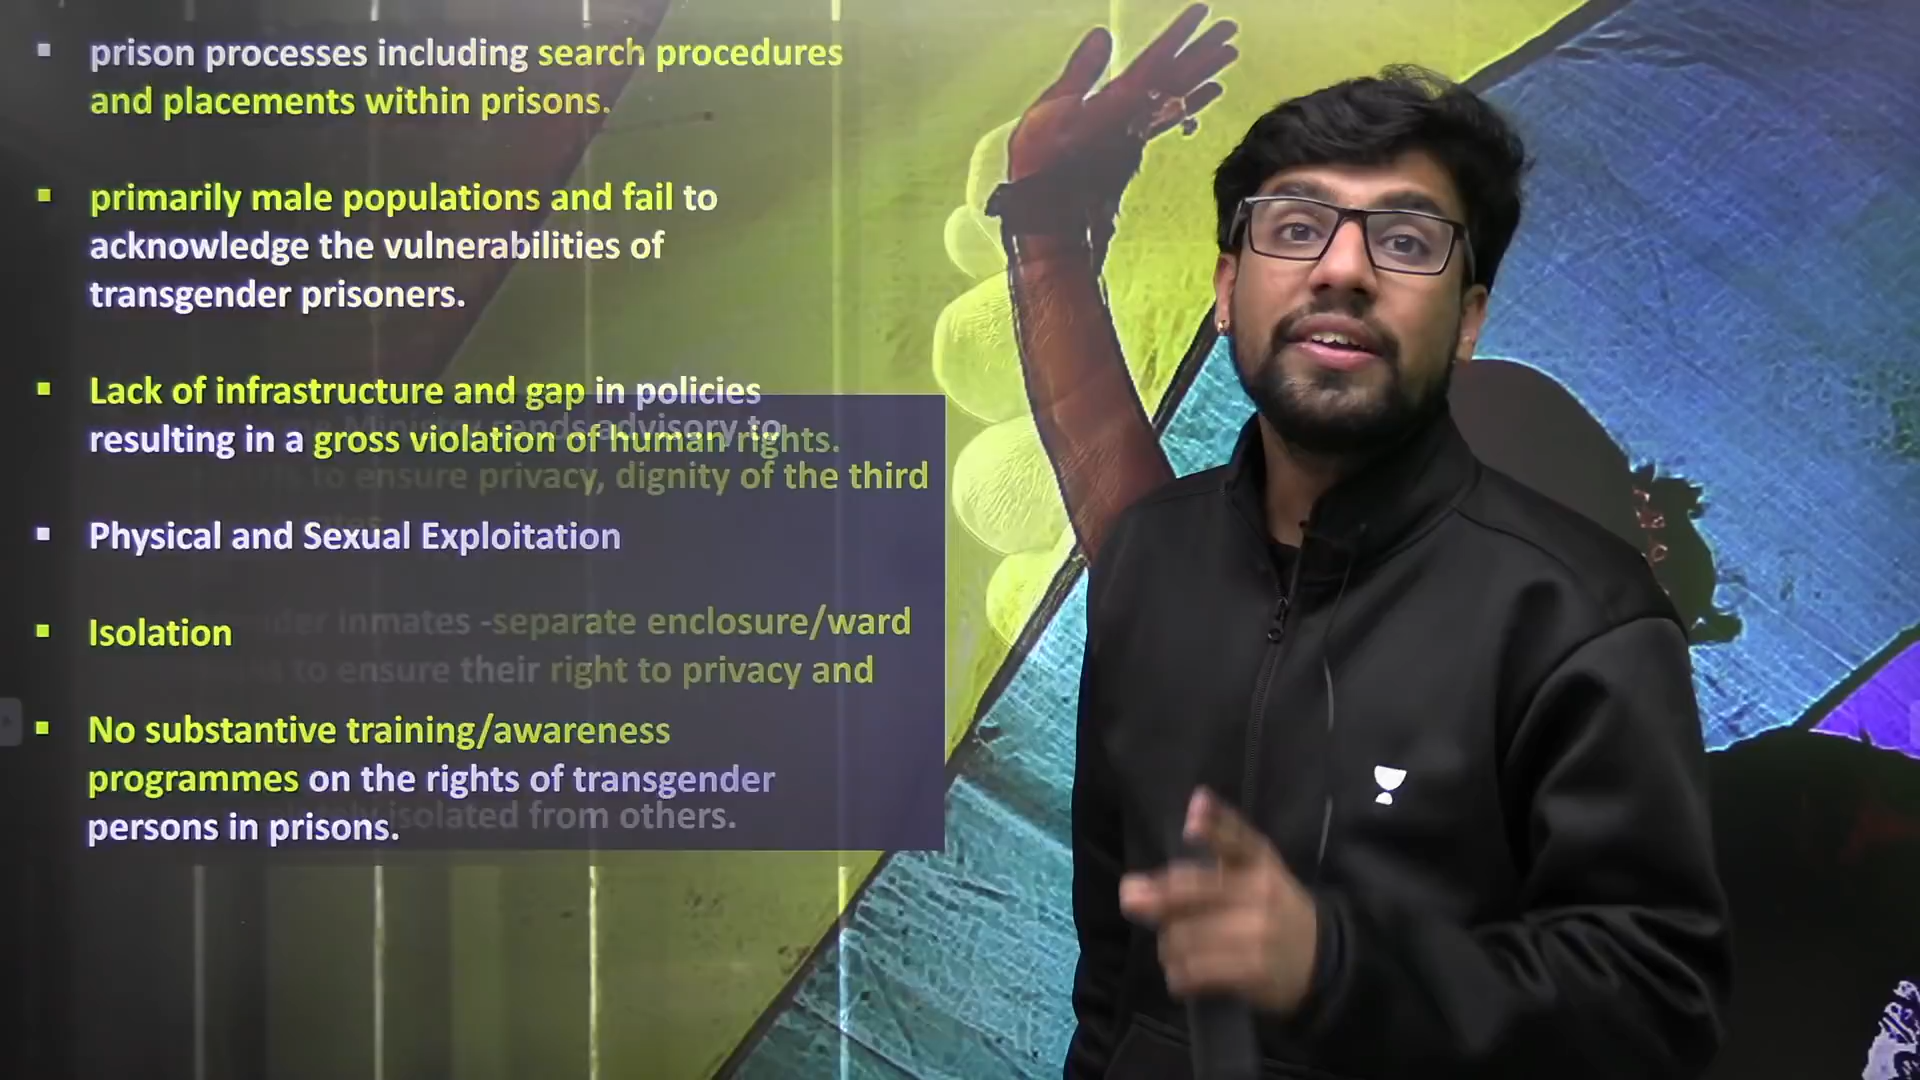 prison processes including search procedures
and placements within prisons.
primarily male populations and fail to
acknowledge the vulnerabilities of
transgender prisoners.
Lack of infrastructure and gap in policies
sends advisory to
resulting in a gross violation of human rights.
to ensure privacy, dignity of the third
Physical and Sexual Exploitation
inmates -separate enclosure/ward
Isolation
to ensure their right to privacy and
No substantive training/awareness
programmes on the rights of transgender
isolated from others.
persons in prisons.